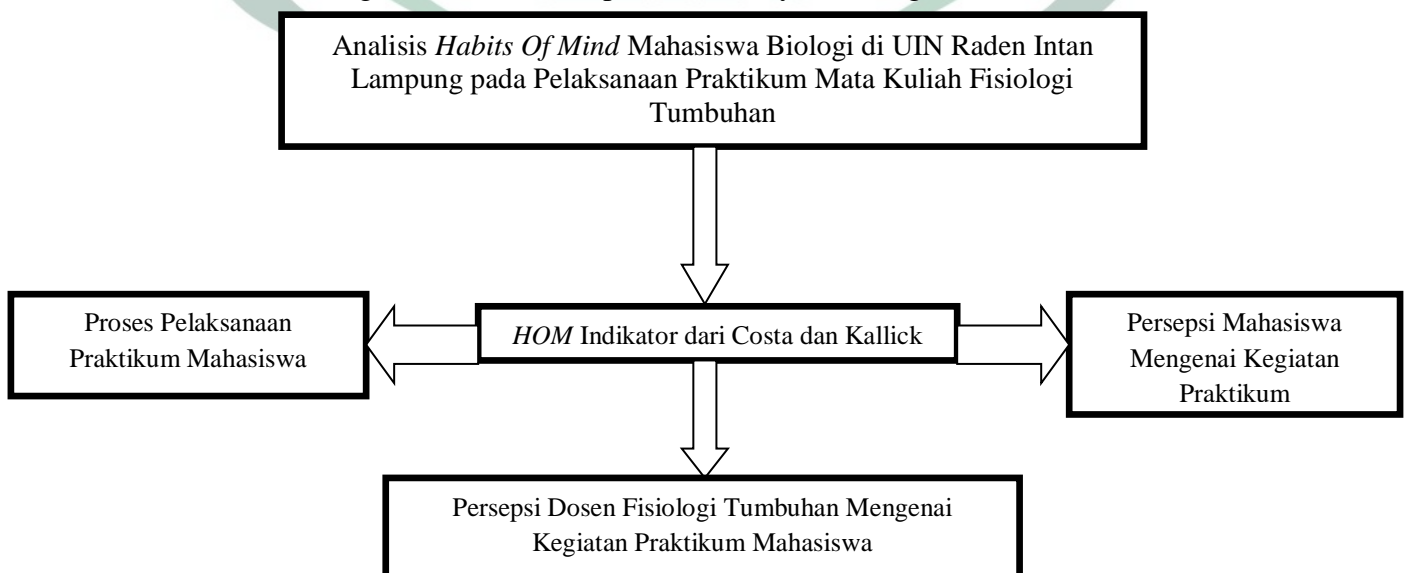 Analisis Habits Of Mind Mahasiswa Biologi di UIN Raden Intan
Lampung pada Pelaksanaan Praktikum Mata Kuliah Fisiologi
Tumbuhan
Proses Pelaksanaan
Praktikum Mahasiswa
HOM Indikator dari Costa dan Kallick
Persepsi Mahasiswa
Mengenai Kegiatan
Praktikum
Persepsi Dosen Fisiologi Tumbuhan Mengenai
Kegiatan Praktikum Mahasiswa